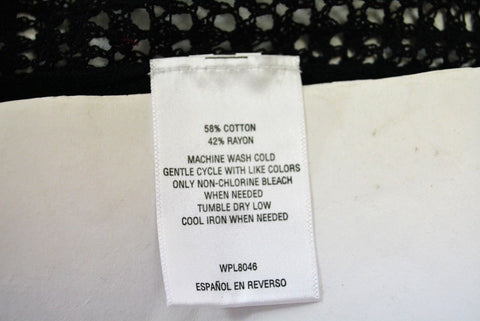 58% COTTON
42% RAYON
MACHINE WASH COLD
GENTLE CYCLE WITH LIKE COLORS
ONLY NON-CHLORINE BLEACH
WHEN NEEDED
TUMBLE DRY LOW
COOL IRON WHEN NEEDED
WPL8046
ESPAÑOL EN REVERSO